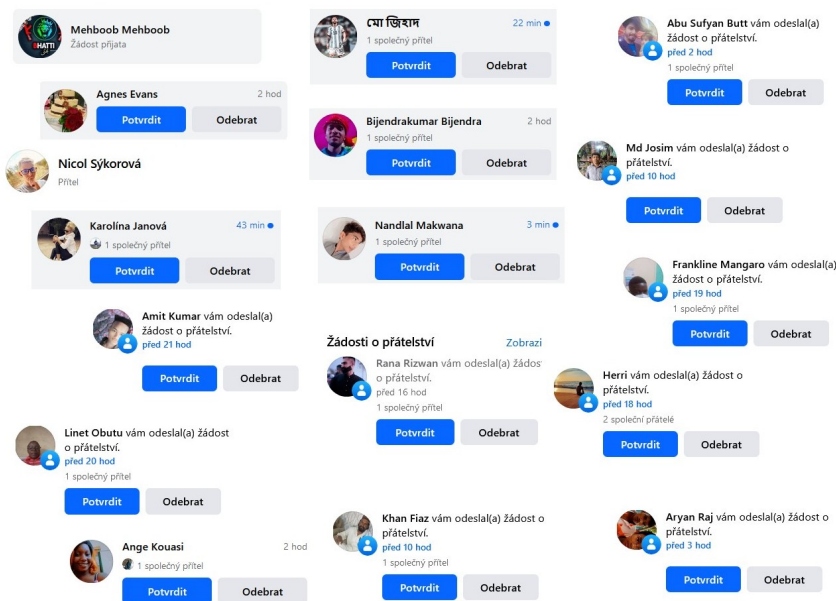 BHATTI
Mehboob Mehboob
Žádost přijata
Agnes Evans
2 hod
Potvrdit
Odebrat
Nicol Sýkorová
Přítel
Karolína Janová
43 min
1 společný přítel
Potvrdit
Odebrat
Amit Kumar vám odeslal(a)
žádost o přátelství.
před 21 hod
Potvrdit
Odebrat
Linet Obutu vám odeslal(a) žádost
o přátelství.
před 20 hod
1 společný přítel
Potvrdit
Odebrat
Ange Kouasi
2 hod
1 společný přítel
Potvrdit
Odebrat
মো জিহাদ
22 min
1 společný přítel
Potvrdit
Odebrat
Bijendrakumar Bijendra
2 hod
1 společný přítel
Potvrdit
Odebrat
Nandlal Makwana
3 min
1 společný přítel
Potvrdit
Odebrat
Žádosti o přátelství
Zobrazi
Rana Rizwan vám odeslal(a) žádos
o přátelství.
před 16 hod
1 společný přítel
Potvrdit
Odebrat
Khan Fiaz vám odeslal(a) žádost o
přátelství.
před 10 hod
1 společný přítel
Potvrdit
Odebrat
Abu Sufyan Butt vám odeslal(a)
žádost o přátelství.
před 2 hod
1 společný přítel
Potvrdit
Odebrat
Md Josim vám odeslal(a) žádost o
přátelství.
před 10 hod
Potvrdit
Odebrat
Frankline Mangaro vám odeslal(a)
žádost o přátelství.
před 19 hod
1 společný přítel
Potvrdit
Odebrat
Herri vám odeslal(a) žádost o
přátelství.
před 18 hod
2 společní přátelé
Potvrdit
Odebrat
Aryan Raj vám odeslal(a) žádost o
přátelství.
před 3 hod
Potvrdit
Odebrat